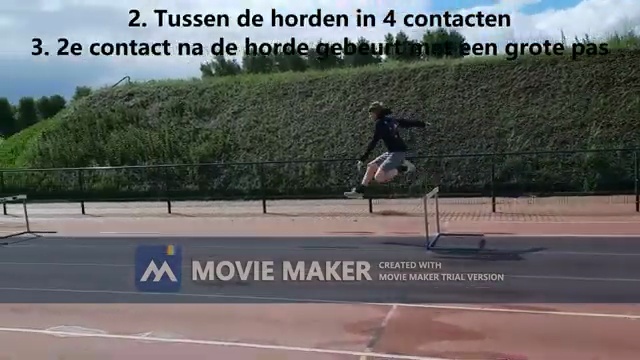 2. Tussen de horden in 4 contacten
3. 2e contact na de horde gebeurt met een grote pas
MOVIE MAKER
CREATED WITH
MOVIE MAKER TRIAL VERSION